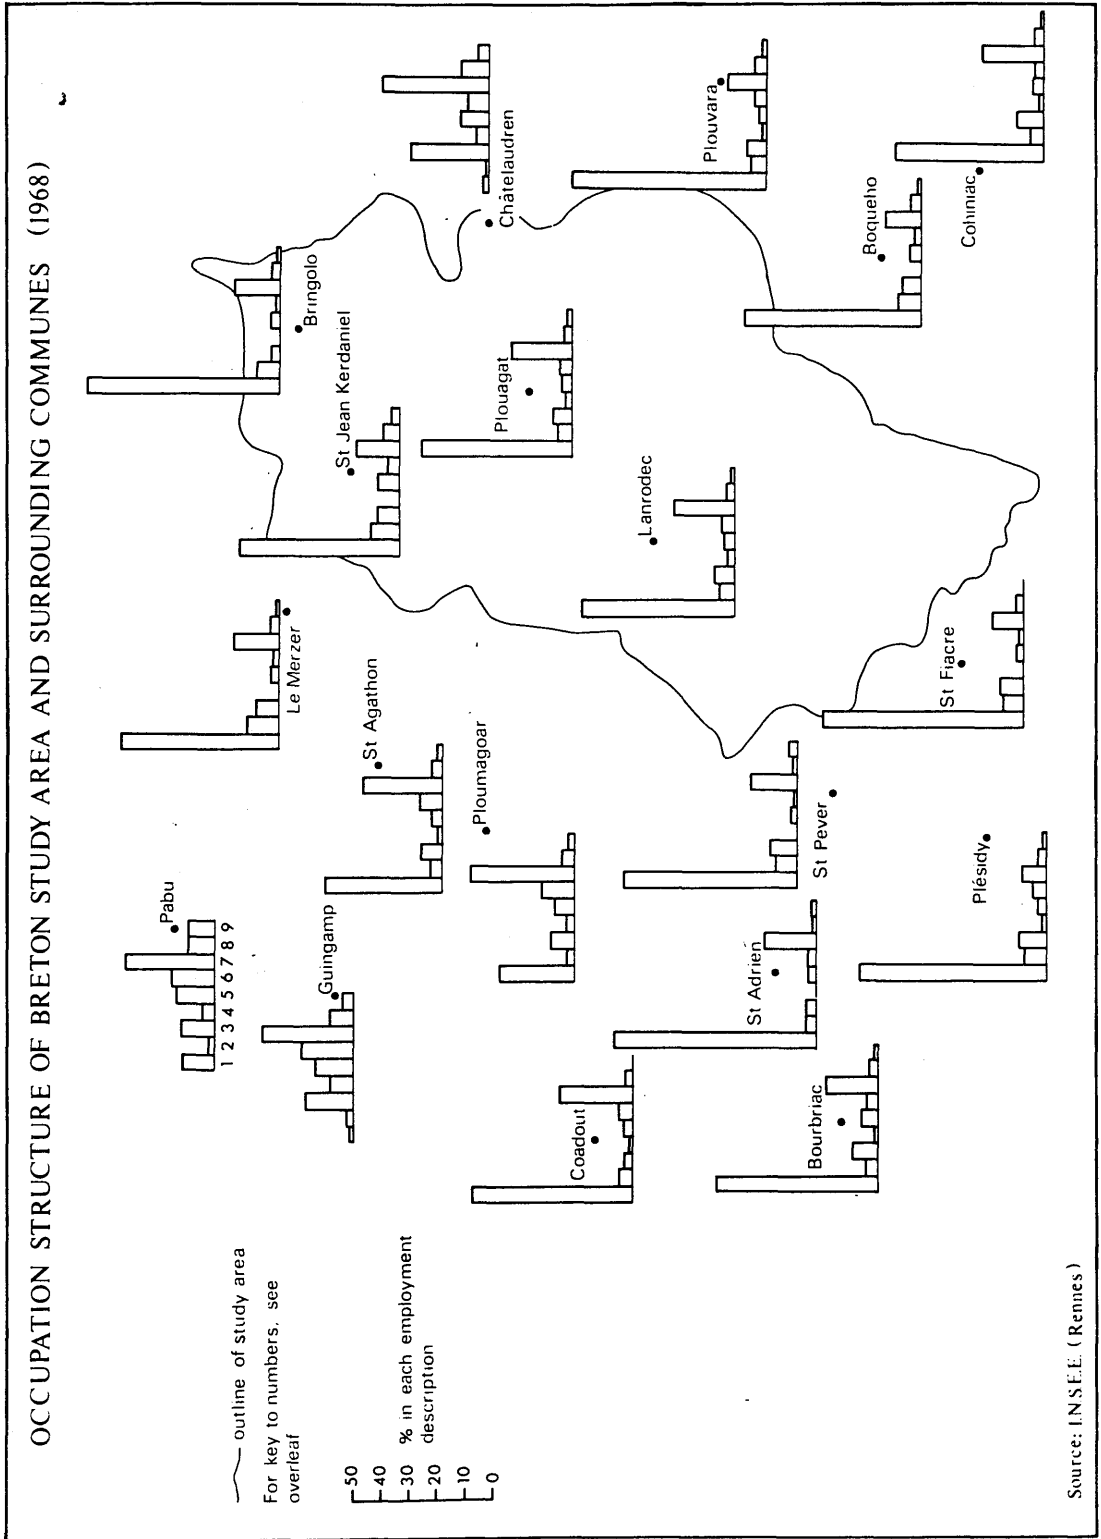 OCCUPATION STRUCTURE OF BRETON STUDY AREA AND SURROUNDING COMMUNES (1968)
outline of study area
For key to numbers, see
overleaf
50
40
30
20
10
0
% in each employment
description
Pabu
1 2 3 4 5 6 7 8 9
Guingamp
Le Merzer
St Agathon
Ploumagoar
Bringolo
St Jean Kerdaniel
Châtelaudren
Plouagat
Lanrodec
Plouvara
Boqueho
Cohiniac
St Fiacre
St Pever
Plésidy
St Adrien
Coadout
Bourbriac
Source: I.N.S.E.E. (Rennes)